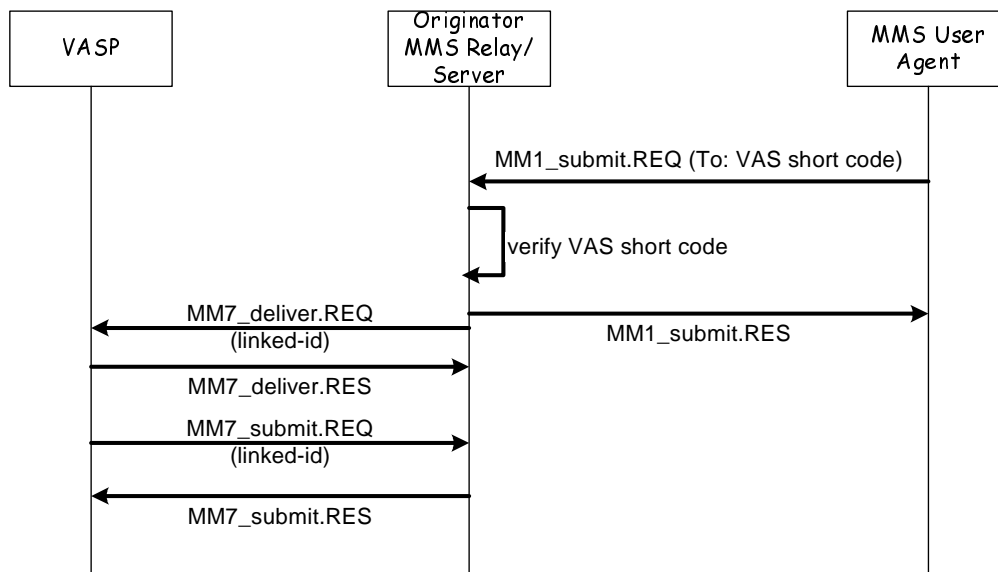 VASP
Originator
MMS Relay/
Server
MMS User
Agent
MM1_submit.REQ (To: VAS short code)
verify VAS short code
MM7_deliver.REQ
(linked-id)
MM1_submit.RES
MM7_deliver.RES
MM7_submit.REQ
(linked-id)
MM7_submit.RES